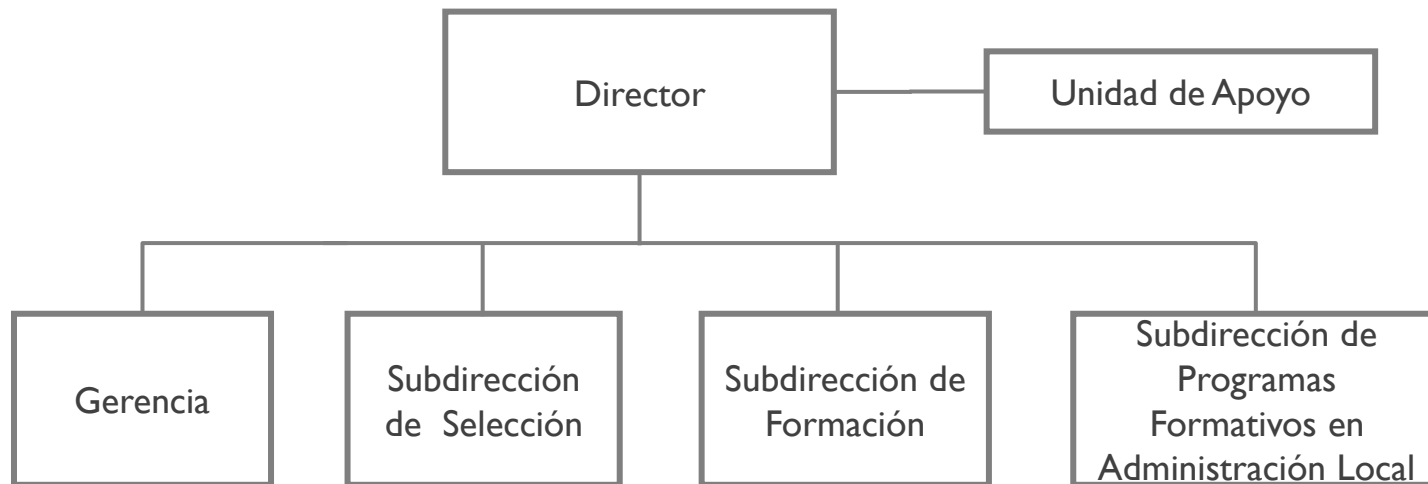 Director
Unidad de Apoyo
Gerencia
Subdirección
de Selección
Subdirección de
Formación
Subdirección de
Programas
Formativos en
Administración Local